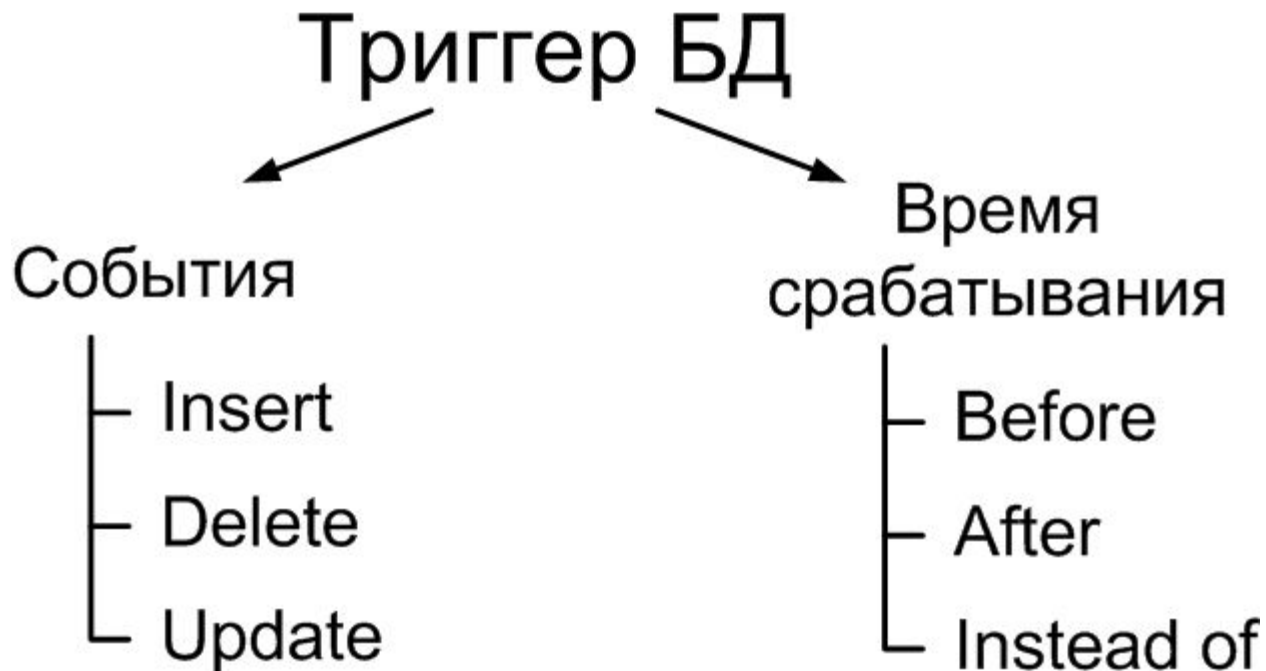 Триггер БД
События
Insert
Delete
Update
Время
срабатывания
Before
After
Instead of